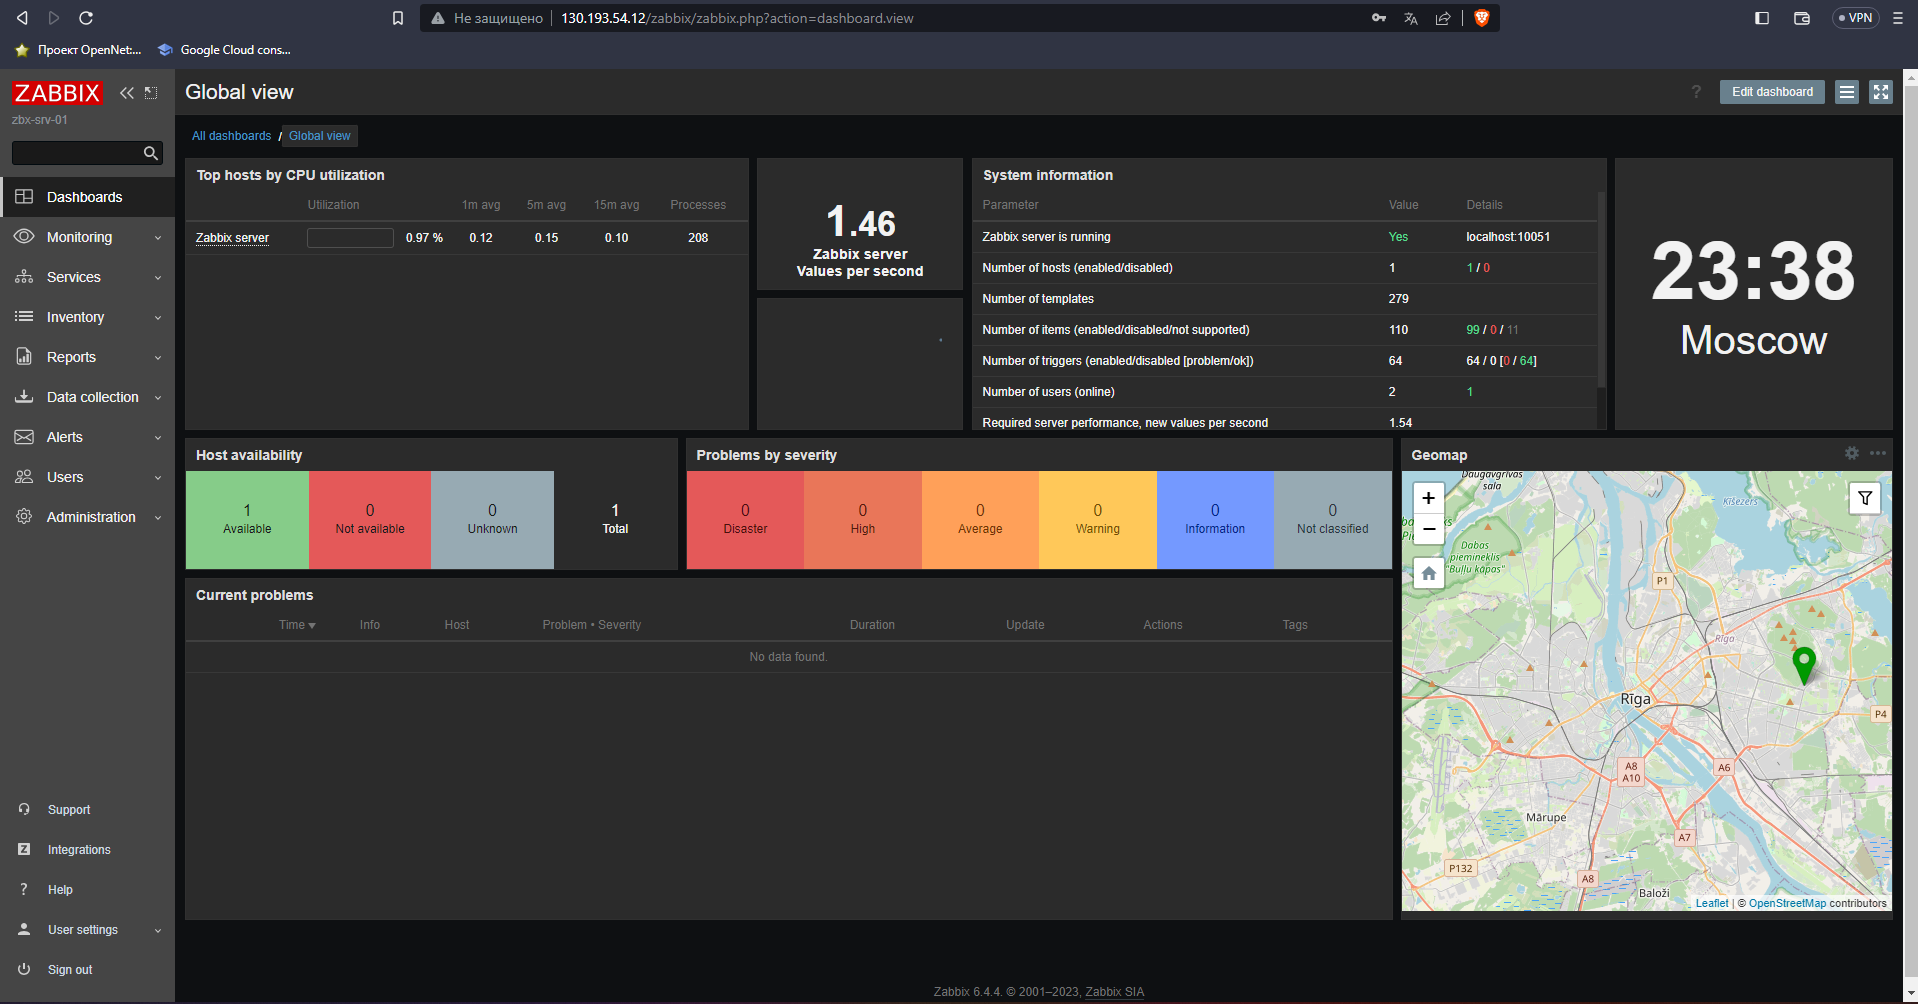 Не защищено
130.193.54.12/zabbix/zabbix.php?action=dashboard.view
VPN
Проект OpenNet:...
Google Cloud cons...
ZABBIX
zbx-srv-01
Dashboards
Monitoring
Services
Inventory
Reports
Data collection
Alerts
Users
Administration
Support
Integrations
? Help
User settings
Sign out
Global view
? Edit dashboard
All dashboards / Global view
Top hosts by CPU utilization
Utilization 1m avg 5m avg 15m avg Processes
Zabbix server 0.97 % 0.12 0.15 0.10 208
1.46
Zabbix server
Values per second
System information
Parameter Value Details
Zabbix server is running Yes localhost:10051
Number of hosts (enabled/disabled) 1 1 / 0
Number of templates 279
Number of items (enabled/disabled/not supported) 110 99 / 0 / 11
Number of triggers (enabled/disabled [problem/ok]) 64 64 / 0 [0 / 64]
Number of users (online) 2 1
Required server performance, new values per second 1.54
23:38
Moscow
Host availability
1 Available
0 Not available
0 Unknown
1 Total
Problems by severity
0 Disaster
0 High
0 Average
0 Warning
0 Information
0 Not classified
Current problems
Time Info Host Problem • Severity Duration Update Actions Tags
No data found.
Geomap
+
−
Daugavgrīvas
sala
Ķīšezers
Dabas
piemineklis
"Buļļu kāpas"
P1
Rīga
Rīga
P4
A8
A10
A6
Mārupe
A7
P132
A8
Baloži
Leaflet | © OpenStreetMap contributors
Zabbix 6.4.4. © 2001–2023, Zabbix SIA